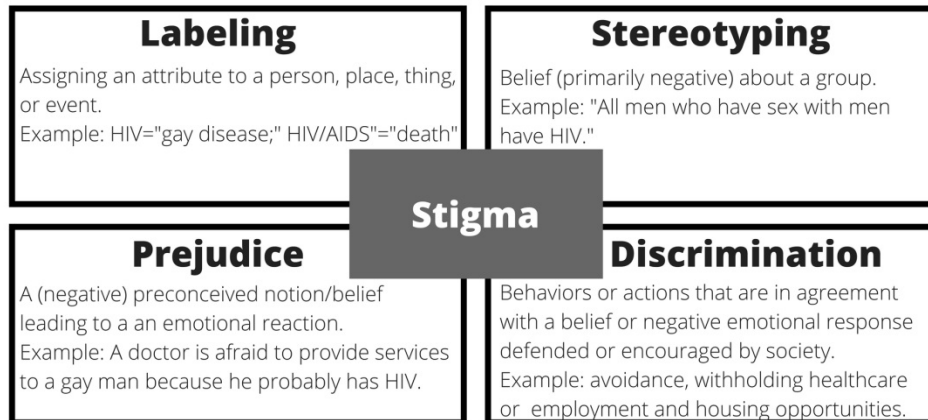 Labeling
Assigning an attribute to a person, place, thing,
or event.
Example: HIV="gay disease;" HIV/AIDS"="death"
Stereotyping
Belief (primarily negative) about a group.
Example: "All men who have sex with men
have HIV."
Stigma
Prejudice
A (negative) preconceived notion/belief
leading to a an emotional reaction.
Example: A doctor is afraid to provide services
to a gay man because he probably has HIV.
Discrimination
Behaviors or actions that are in agreement
with a belief or negative emotional response
defended or encouraged by society.
Example: avoidance, withholding healthcare
or employment and housing opportunities.